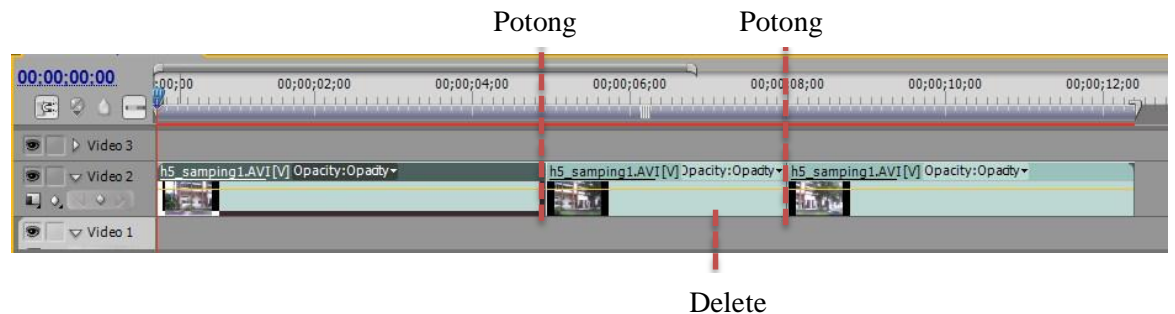 Potong Potong
00;00;00;00 ;00;00 00;00;02;00 00;00;04;00 00;00;06;00 00;00;08;00 00;00;10;00 00;00;12;00
Video 3
Video 2 h5_samping1.AVI [V] Opacity:Opacity h5_samping1.AVI [V] Opacity:Opacity h5_samping1.AVI [V] Opacity:Opacity
Video 1
Delete